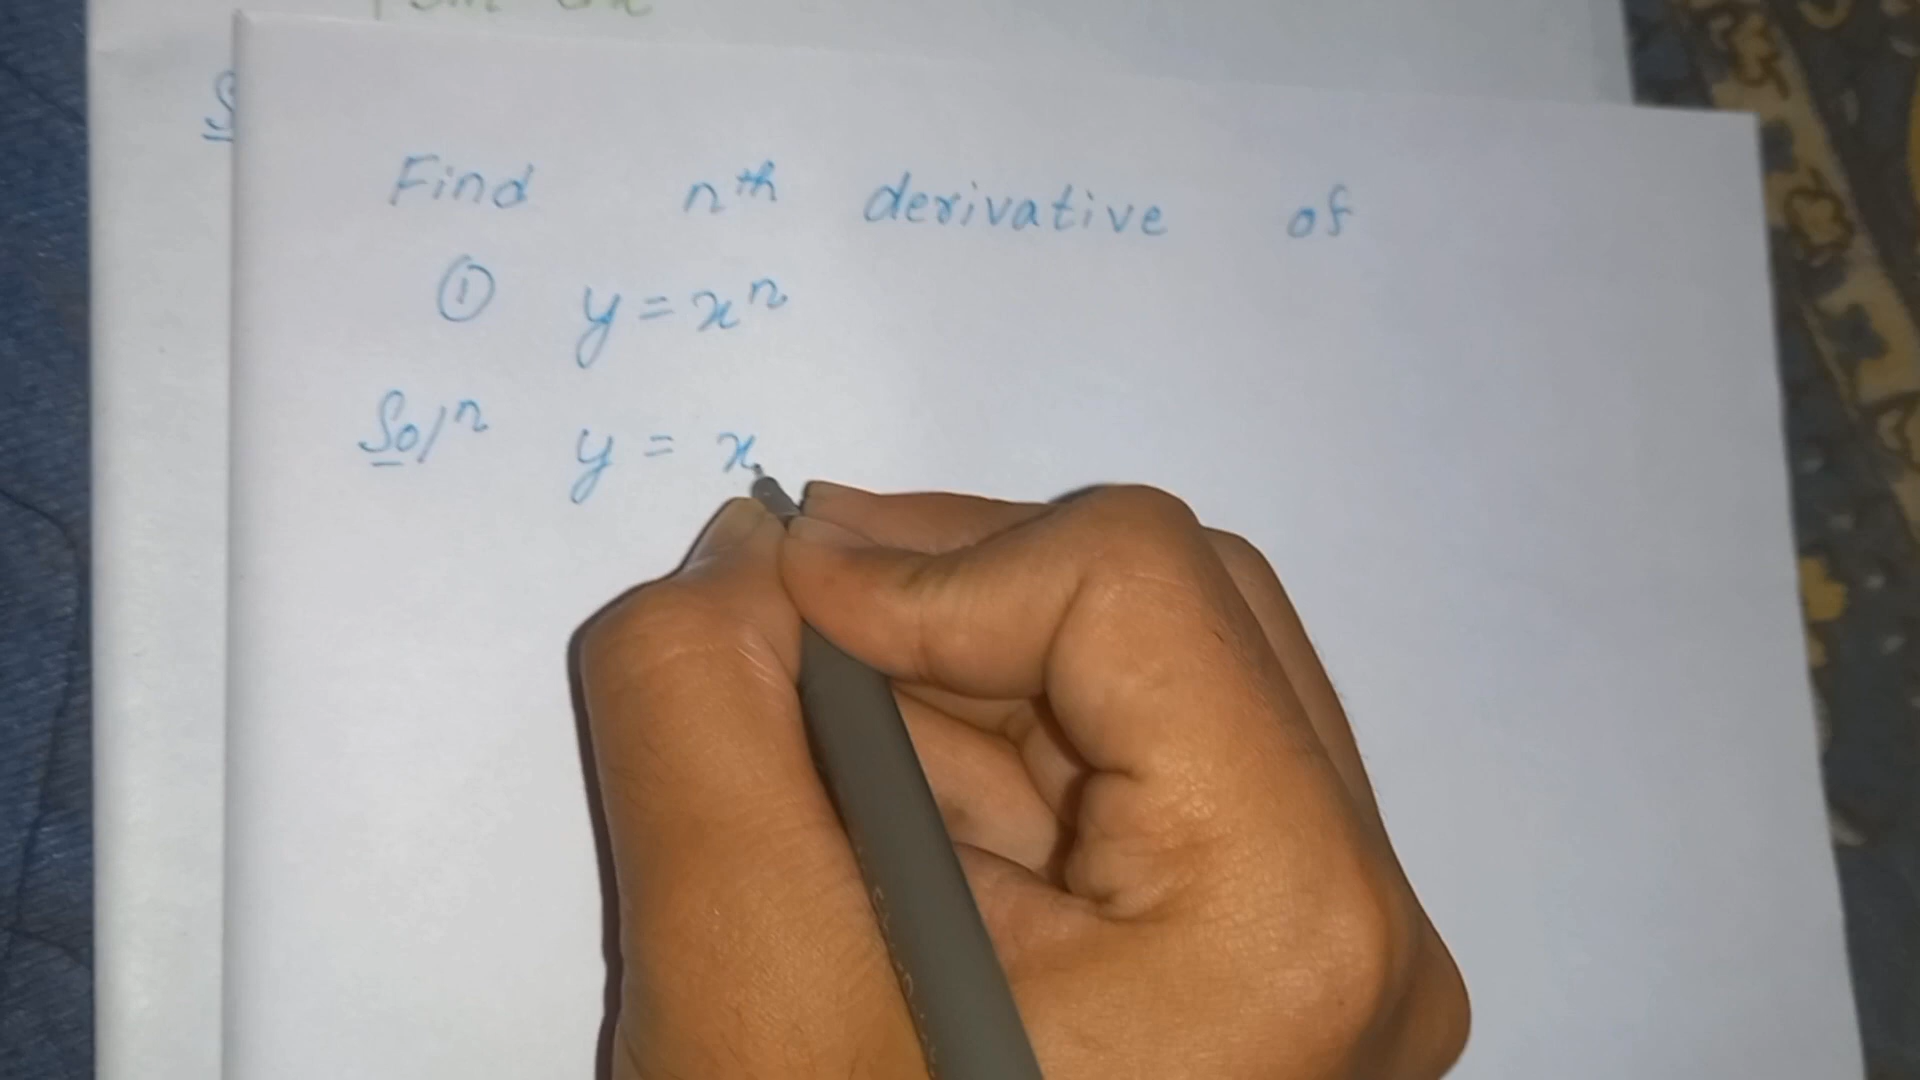 Find nth derivative of
① y = xⁿ
Solⁿ y = x